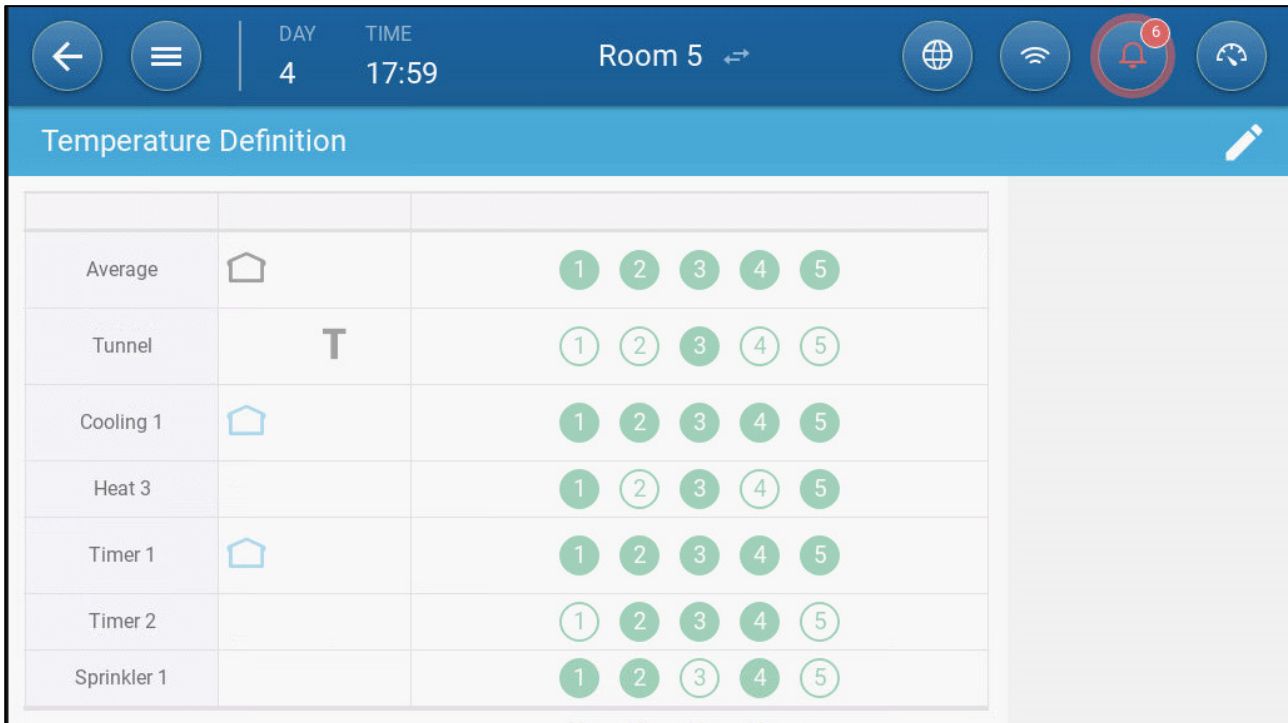 DAY TIME
4 17:59
Room 5
6
Temperature Definition
Average 1 2 3 4 5
Tunnel T 1 2 3 4 5
Cooling 1 1 2 3 4 5
Heat 3 1 2 3 4 5
Timer 1 1 2 3 4 5
Timer 2 1 2 3 4 5
Sprinkler 1 1 2 3 4 5